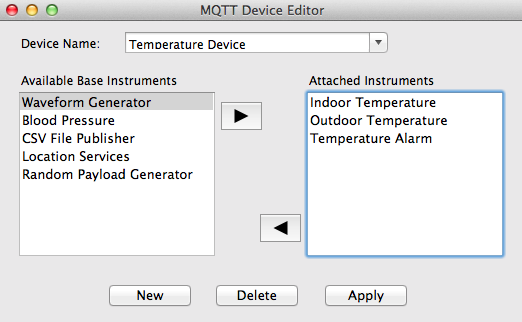 MQTT Device Editor
Device Name: Temperature Device
Available Base Instruments
Attached Instruments
Waveform Generator
Blood Pressure
CSV File Publisher
Location Services
Random Payload Generator
Indoor Temperature
Outdoor Temperature
Temperature Alarm
New Delete Apply